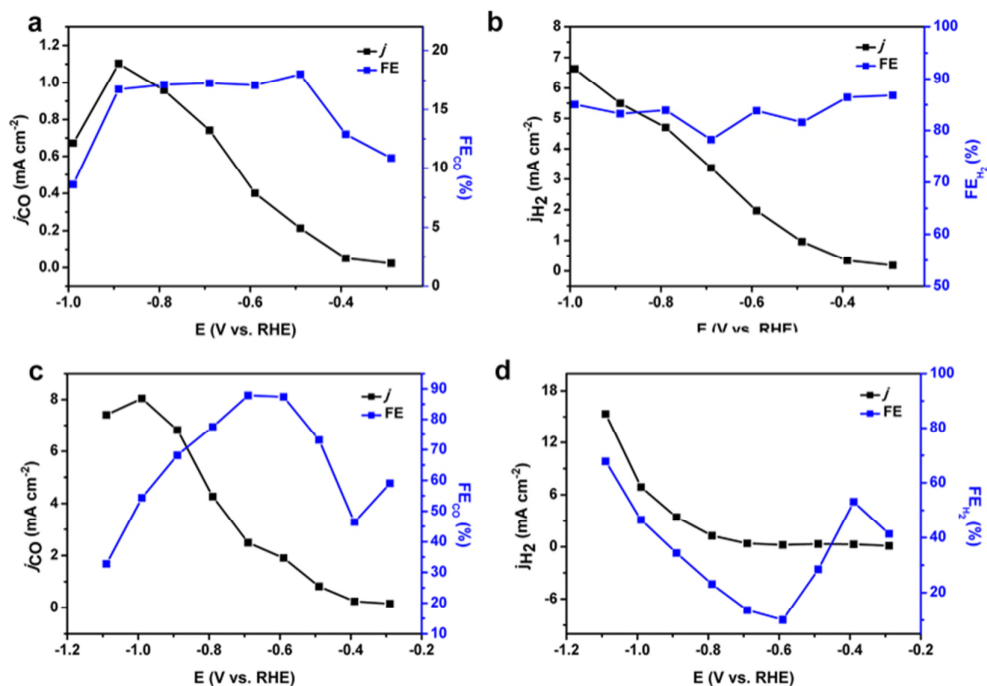 a
j
FE
1.2
1.0
0.8
0.6
0.4
0.2
0.0
20
15
10
5
0
jCO (mA cm-2)
FECO (%)
-1.0 -0.8 -0.6 -0.4
E (V vs. RHE)
b
j
FE
8
7
6
5
4
3
2
1
0
100
90
80
70
60
50
jH2 (mA cm-2)
FEH2 (%)
-1.0 -0.8 -0.6 -0.4
E (V vs. RHE)
c
j
FE
8
6
4
2
0
90
80
70
60
50
40
30
20
10
jCO (mA cm-2)
FECO (%)
-1.2 -1.0 -0.8 -0.6 -0.4 -0.2
E (V vs. RHE)
d
j
FE
18
12
6
0
-6
100
80
60
40
20
jH2 (mA cm-2)
FEH2 (%)
-1.2 -1.0 -0.8 -0.6 -0.4 -0.2
E (V vs. RHE)